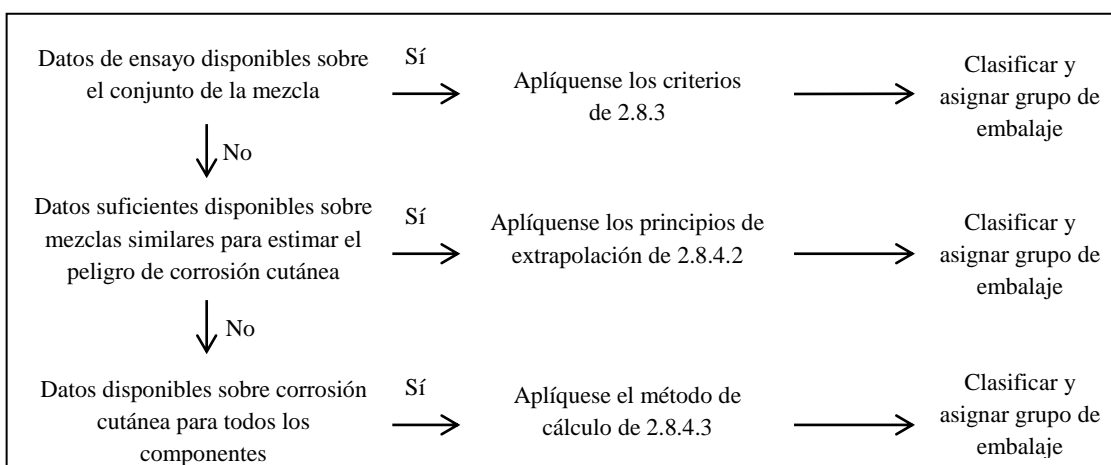 Datos de ensayo disponibles sobre
el conjunto de la mezcla
Sí
Aplíquense los criterios
de 2.8.3
Clasificar y
asignar grupo de
embalaje
No
Datos suficientes disponibles sobre
mezclas similares para estimar el
peligro de corrosión cutánea
Sí
Aplíquense los principios de
extrapolación de 2.8.4.2
Clasificar y
asignar grupo de
embalaje
No
Datos disponibles sobre corrosión
cutánea para todos los
componentes
Sí
Aplíquese el método de
cálculo de 2.8.4.3
Clasificar y
asignar grupo de
embalaje